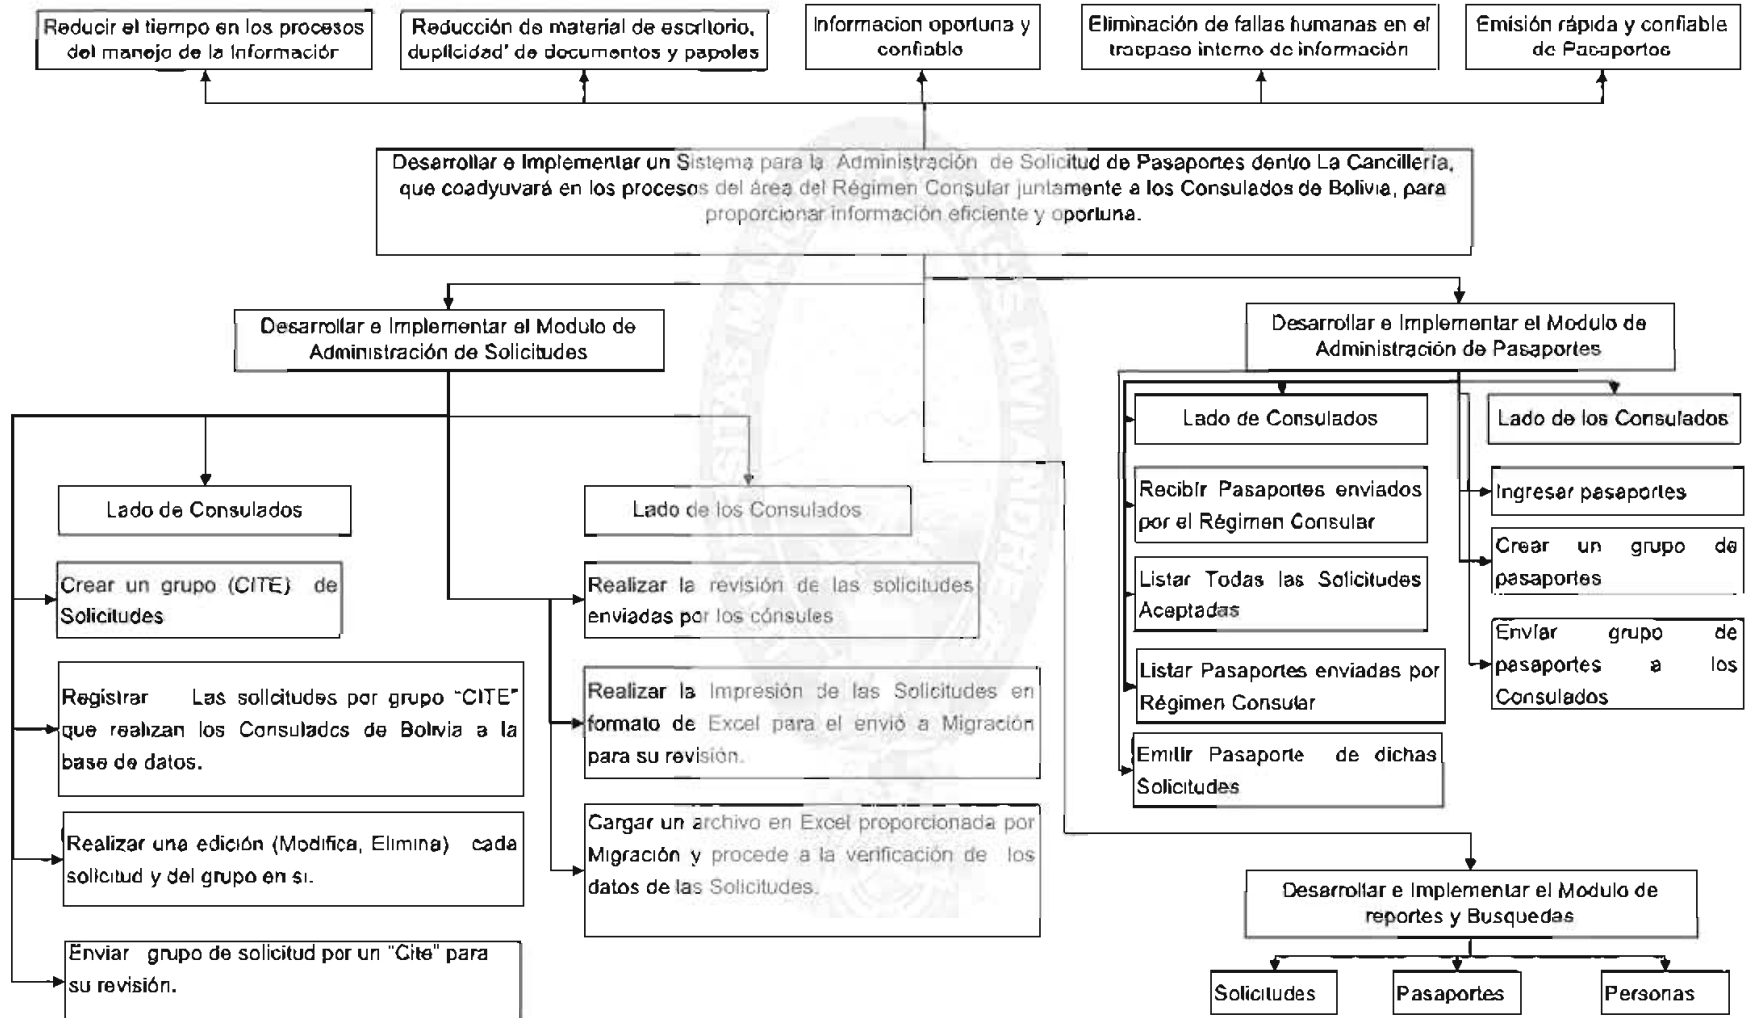 Reducir el tiempo en los procesos
del manejo de la Información
Reducción de material de escritorio,
duplicidad' de documentos y papeles
Informacion oportuna y
confiable
Eliminación de fallas humanas en el
traspaso interno de información
Emisión rápida y confiable
de Pasaportes
Desarrollar e Implementar un Sistema para la Administración de Solicitud de Pasaportes dentro La Cancillería,
que coadyuvará en los procesos del área del Régimen Consular juntamente a los Consulados de Bolivia, para
proporcionar información eficiente y oportuna.
Desarrollar e Implementar el Modulo de
Administración de Solicitudes
Desarrollar e Implementar el Modulo de
Administración de Pasaportes
Lado de Consulados
Lado de los Consulados
Crear un grupo (CITE) de
Solicitudes
Registrar Las solicitudes por grupo "CITE"
que realizan los Consulados de Bolivia a la
base de datos.
Realizar una edición (Modifica, Elimina) cada
solicitud y del grupo en si.
Enviar grupo de solicitud por un "Cite" para
su revisión.
Realizar la revisión de las solicitudes
enviadas por los cónsules
Realizar la Impresión de las Solicitudes en
formato de Excel para el envió a Migración
para su revisión.
Cargar un archivo en Excel proporcionada por
Migración y procede a la verificación de los
datos de las Solicitudes.
Lado de Consulados
Lado de los Consulados
Recibir Pasaportes enviados
por el Régimen Consular
Listar Todas las Solicitudes
Aceptadas
Listar Pasaportes enviadas por
Régimen Consular
Emitir Pasaporte de dichas
Solicitudes
Ingresar pasaportes
Crear un grupo de
pasaportes
Envíar grupo de
pasaportes a los
Consulados
Desarrollar e Implementar el Modulo de
reportes y Busquedas
Solicitudes
Pasaportes
Personas